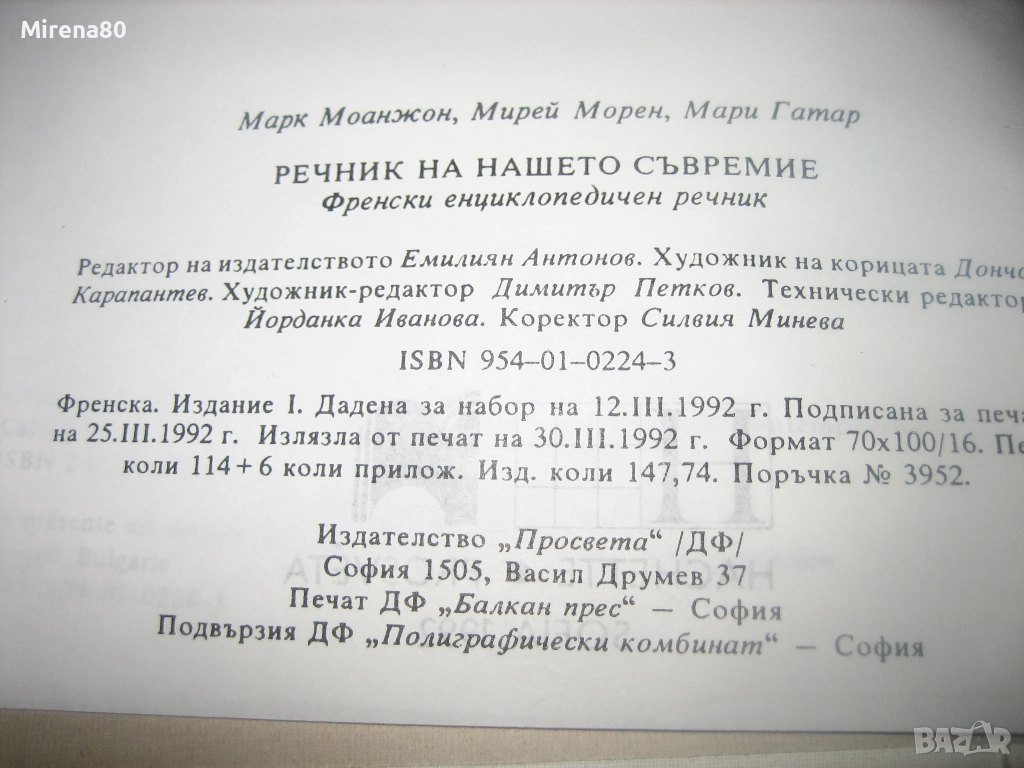 Mirena80
Марк Моанжон, Мирей Морен, Мари Гатар
РЕЧНИК НА НАШЕТО СЪВРЕМИЕ
Френски енциклопедичен речник
Редактор на издателството Емилиян Антонов. Художник на корицата Дончо
Карапантев. Художник-редактор Димитър Петков. Технически редактор
Йорданка Иванова. Коректор Силвия Минева
ISBN 954–01–0224–3
Френска. Издание I. Дадена за набор на 12.III.1992 г. Подписана за печа
на 25.III.1992 г. Излязла от печат на 30.III.1992 г. Формат 70x100/16. Пе
коли 114+6 коли прилож. Изд. коли 147,74. Поръчка № 3952.
Издателство „Просвета“ /ДФ/
София 1505, Васил Друмев 37
Печат ДФ „Балкан прес“ — София
Подвързия ДФ „Полиграфически комбинат“ — София
BAZAR